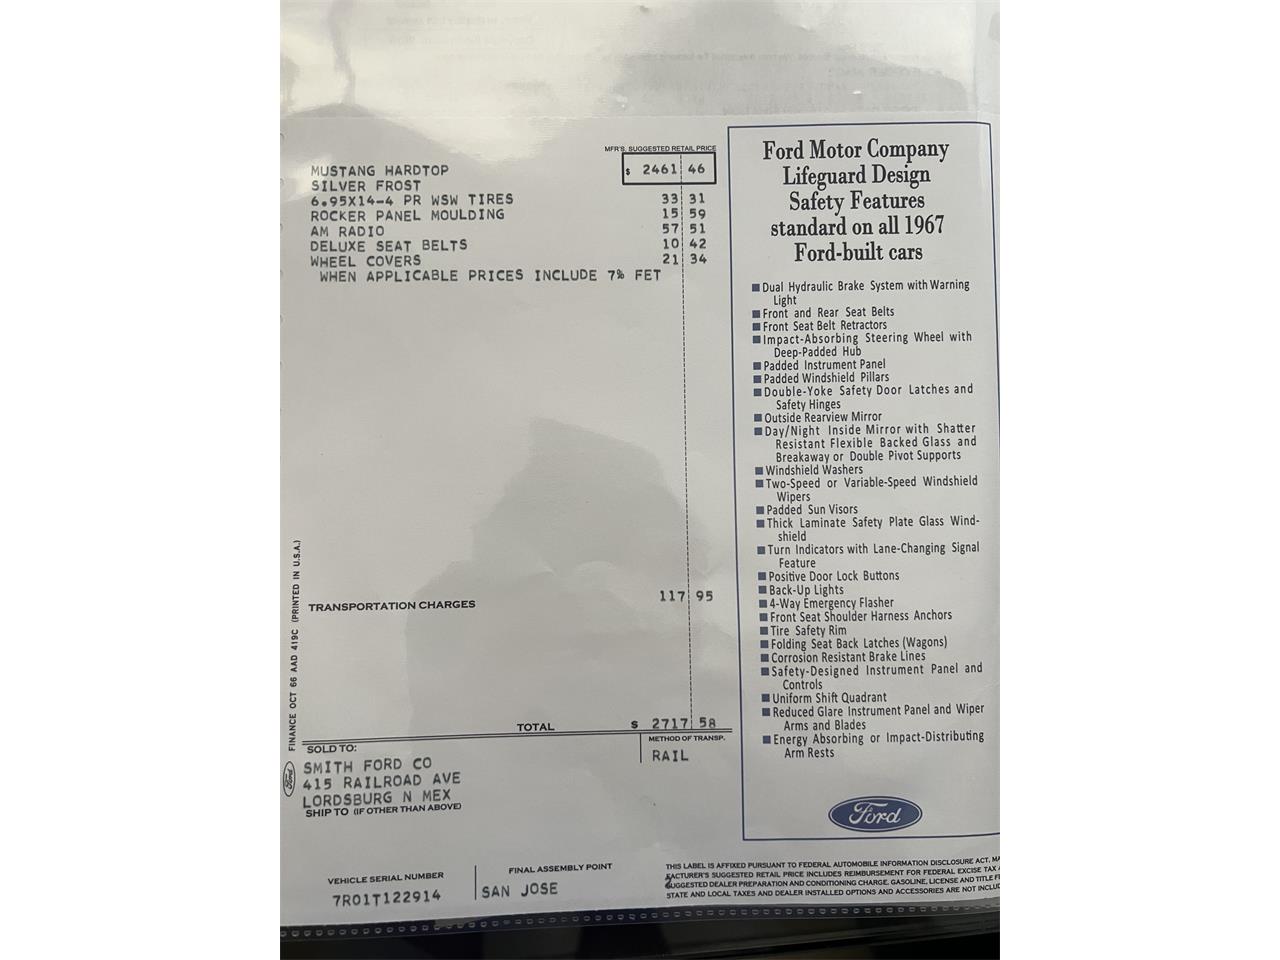 MFR'S. SUGGESTED RETAIL PRICE
MUSTANG HARDTOP $ 2461 46
SILVER FROST
6.95X14-4 PR WSW TIRES 33 31
ROCKER PANEL MOULDING 15 59
AM RADIO 57 51
DELUXE SEAT BELTS 10 42
WHEEL COVERS 21 34
WHEN APPLICABLE PRICES INCLUDE 7% FET
TRANSPORTATION CHARGES 117 95
TOTAL $ 2717 58
SOLD TO:
METHOD OF TRANSP.
RAIL
SMITH FORD CO
415 RAILROAD AVE
LORDSBURG N MEX
SHIP TO (IF OTHER THAN ABOVE)
VEHICLE SERIAL NUMBER
7R01T122914
FINAL ASSEMBLY POINT
SAN JOSE
Ford FINANCE OCT 66 AAD 419C (PRINTED IN U.S.A.)
Ford Motor Company
Lifeguard Design
Safety Features
standard on all 1967
Ford-built cars
Dual Hydraulic Brake System with Warning
Light
Front and Rear Seat Belts
Front Seat Belt Retractors
Impact-Absorbing Steering Wheel with
Deep-Padded Hub
Padded Instrument Panel
Padded Windshield Pillars
Double-Yoke Safety Door Latches and
Safety Hinges
Outside Rearview Mirror
Day/Night Inside Mirror with Shatter
Resistant Flexible Backed Glass and
Breakaway or Double Pivot Supports
Windshield Washers
Two-Speed or Variable-Speed Windshield
Wipers
Padded Sun Visors
Thick Laminate Safety Plate Glass Wind-
shield
Turn Indicators with Lane-Changing Signal
Feature
Positive Door Lock Buttons
Back-Up Lights
4-Way Emergency Flasher
Front Seat Shoulder Harness Anchors
Tire Safety Rim
Folding Seat Back Latches (Wagons)
Corrosion Resistant Brake Lines
Safety-Designed Instrument Panel and
Controls
Uniform Shift Quadrant
Reduced Glare Instrument Panel and Wiper
Arms and Blades
Energy Absorbing or Impact-Distributing
Arm Rests
Ford
THIS LABEL IS AFFIXED PURSUANT TO FEDERAL AUTOMOBILE INFORMATION DISCLOSURE ACT. MA
FACTURER'S SUGGESTED RETAIL PRICE INCLUDES REIMBURSEMENT FOR FEDERAL EXCISE TAX
SUGGESTED DEALER PREPARATION AND CONDITIONING CHARGE. GASOLINE, LICENSE AND TITLE F
STATE AND LOCAL TAXES AND DEALER INSTALLED OPTIONS AND ACCESSORIES ARE NOT INCLU